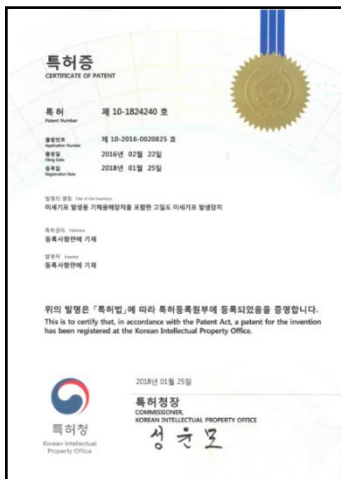 특허증
CERTIFICATE OF PATENT
특 허 제 10-1824240 호
Patent Number
출원번호 제 10-2016-0020825 호
Application Number
출원일 2016년 02월 22일
Filing Date
등록일 2018년 01월 25일
Registration Date
발명의 명칭 Title of the Invention
미세기포 발생용 기체용해장치를 포함한 고밀도 미세기포 발생장치
특허권자 Patentee
등록사항란에 기재
발명자 Inventor
등록사항란에 기재
위의 발명은 「특허법」에 따라 특허등록원부에 등록되었음을 증명합니다.
This is to certify that, in accordance with the Patent Act, a patent for the invention
has been registered at the Korean Intellectual Property Office.
2018년 01월 25일
특허청장
COMMISSIONER,
KOREAN INTELLECTUAL PROPERTY OFFICE
성윤모
특허청
Korean Intellectual
Property Office